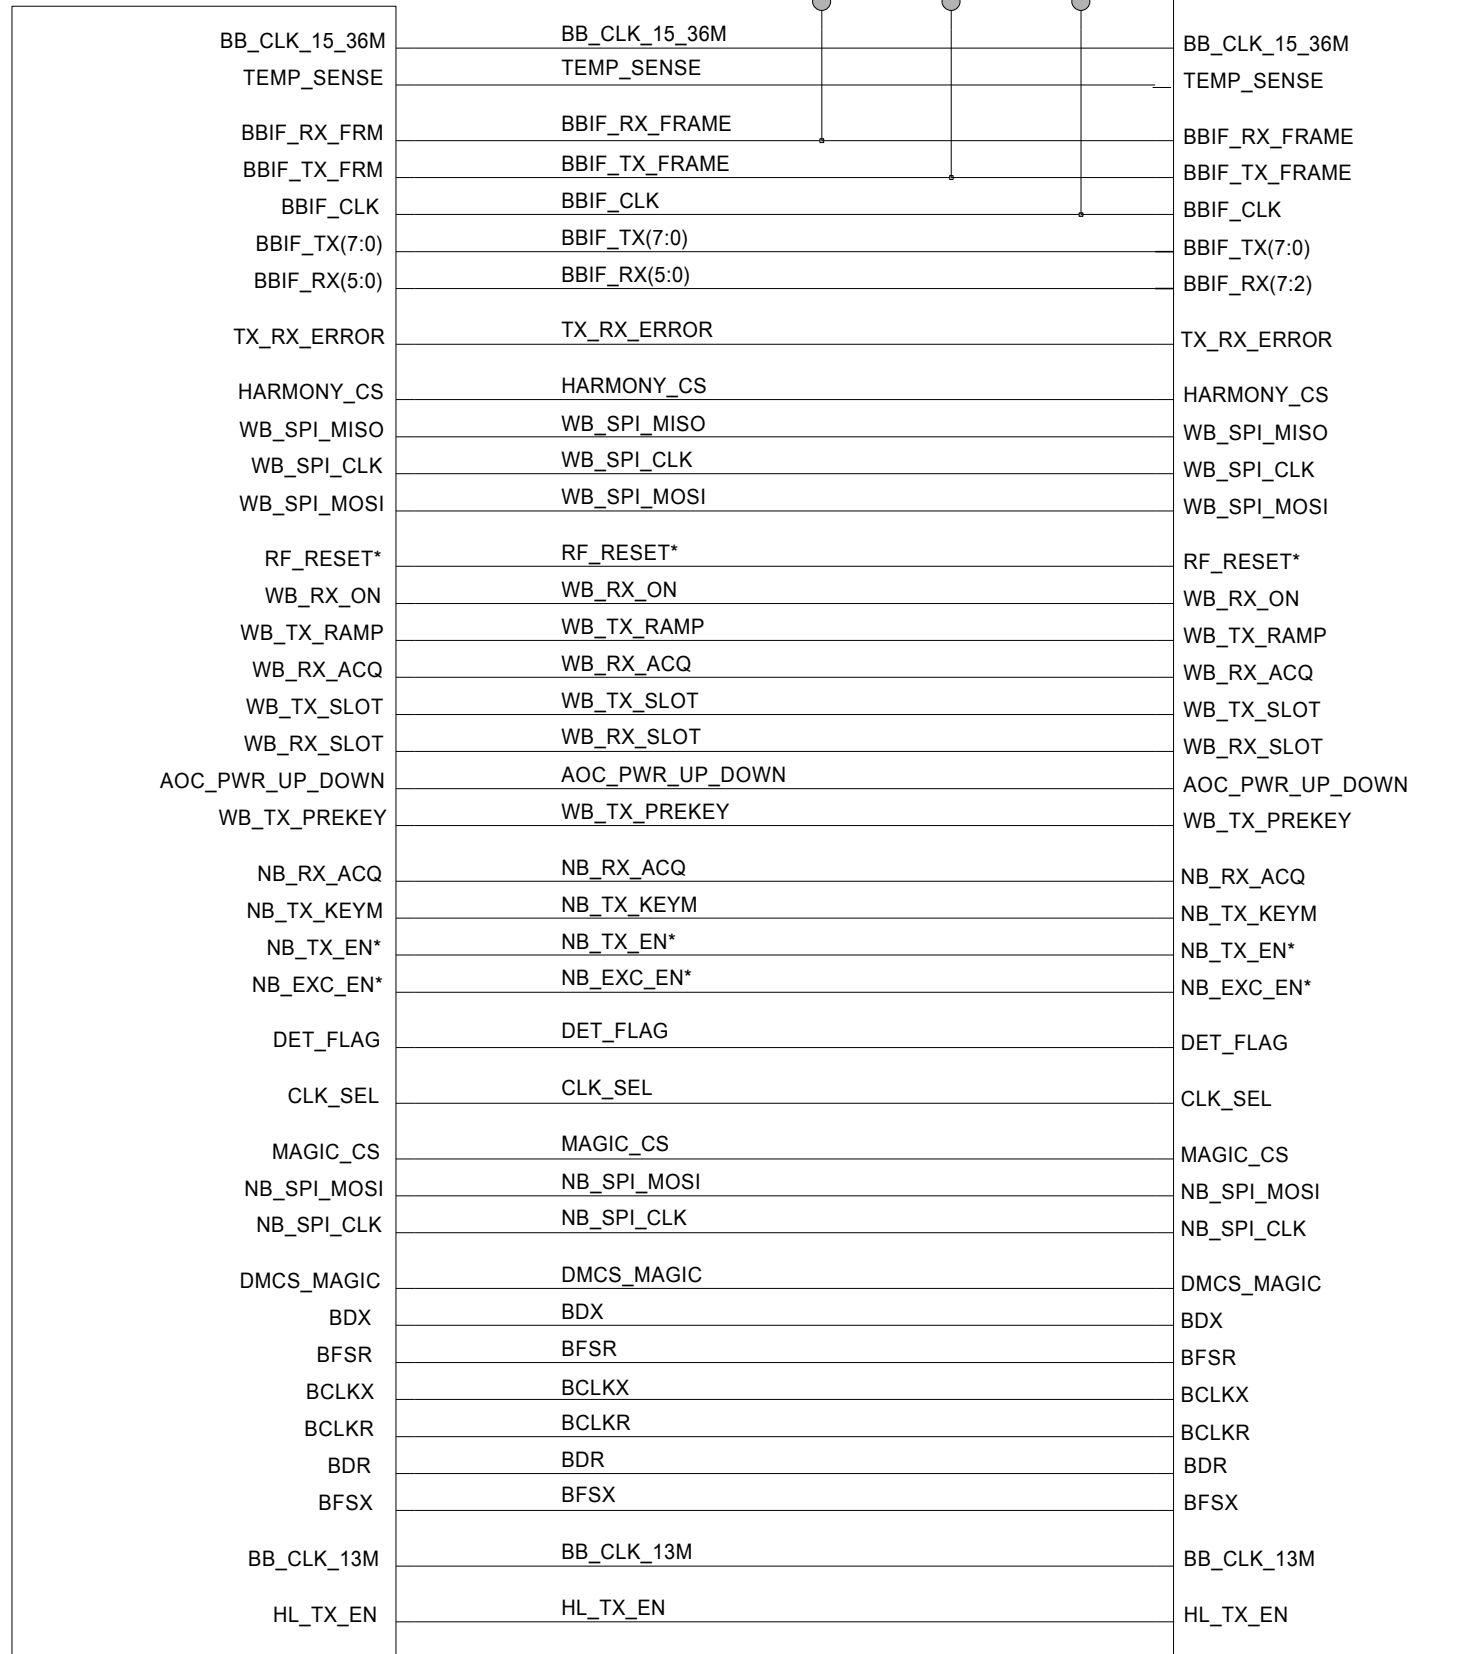 BB_CLK_15_36M BB_CLK_15_36M BB_CLK_15_36M
TEMP_SENSE TEMP_SENSE TEMP_SENSE
BBIF_RX_FRM BBIF_RX_FRAME BBIF_RX_FRAME
BBIF_TX_FRM BBIF_TX_FRAME BBIF_TX_FRAME
BBIF_CLK BBIF_CLK BBIF_CLK
BBIF_TX(7:0) BBIF_TX(7:0) BBIF_TX(7:0)
BBIF_RX(5:0) BBIF_RX(5:0) BBIF_RX(7:2)
TX_RX_ERROR TX_RX_ERROR TX_RX_ERROR
HARMONY_CS HARMONY_CS HARMONY_CS
WB_SPI_MISO WB_SPI_MISO WB_SPI_MISO
WB_SPI_CLK WB_SPI_CLK WB_SPI_CLK
WB_SPI_MOSI WB_SPI_MOSI WB_SPI_MOSI
RF_RESET* RF_RESET* RF_RESET*
WB_RX_ON WB_RX_ON WB_RX_ON
WB_TX_RAMP WB_TX_RAMP WB_TX_RAMP
WB_RX_ACQ WB_RX_ACQ WB_RX_ACQ
WB_TX_SLOT WB_TX_SLOT WB_TX_SLOT
WB_RX_SLOT WB_RX_SLOT WB_RX_SLOT
AOC_PWR_UP_DOWN AOC_PWR_UP_DOWN AOC_PWR_UP_DOWN
WB_TX_PREKEY WB_TX_PREKEY WB_TX_PREKEY
NB_RX_ACQ NB_RX_ACQ NB_RX_ACQ
NB_TX_KEYM NB_TX_KEYM NB_TX_KEYM
NB_TX_EN* NB_TX_EN* NB_TX_EN*
NB_EXC_EN* NB_EXC_EN* NB_EXC_EN*
DET_FLAG DET_FLAG DET_FLAG
CLK_SEL CLK_SEL CLK_SEL
MAGIC_CS MAGIC_CS MAGIC_CS
NB_SPI_MOSI NB_SPI_MOSI NB_SPI_MOSI
NB_SPI_CLK NB_SPI_CLK NB_SPI_CLK
DMCS_MAGIC DMCS_MAGIC DMCS_MAGIC
BDX BDX BDX
BFSR BFSR BFSR
BCLKX BCLKX BCLKX
BCLKR BCLKR BCLKR
BDR BDR BDR
BFSX BFSX BFSX
BB_CLK_13M BB_CLK_13M BB_CLK_13M
HL_TX_EN HL_TX_EN HL_TX_EN